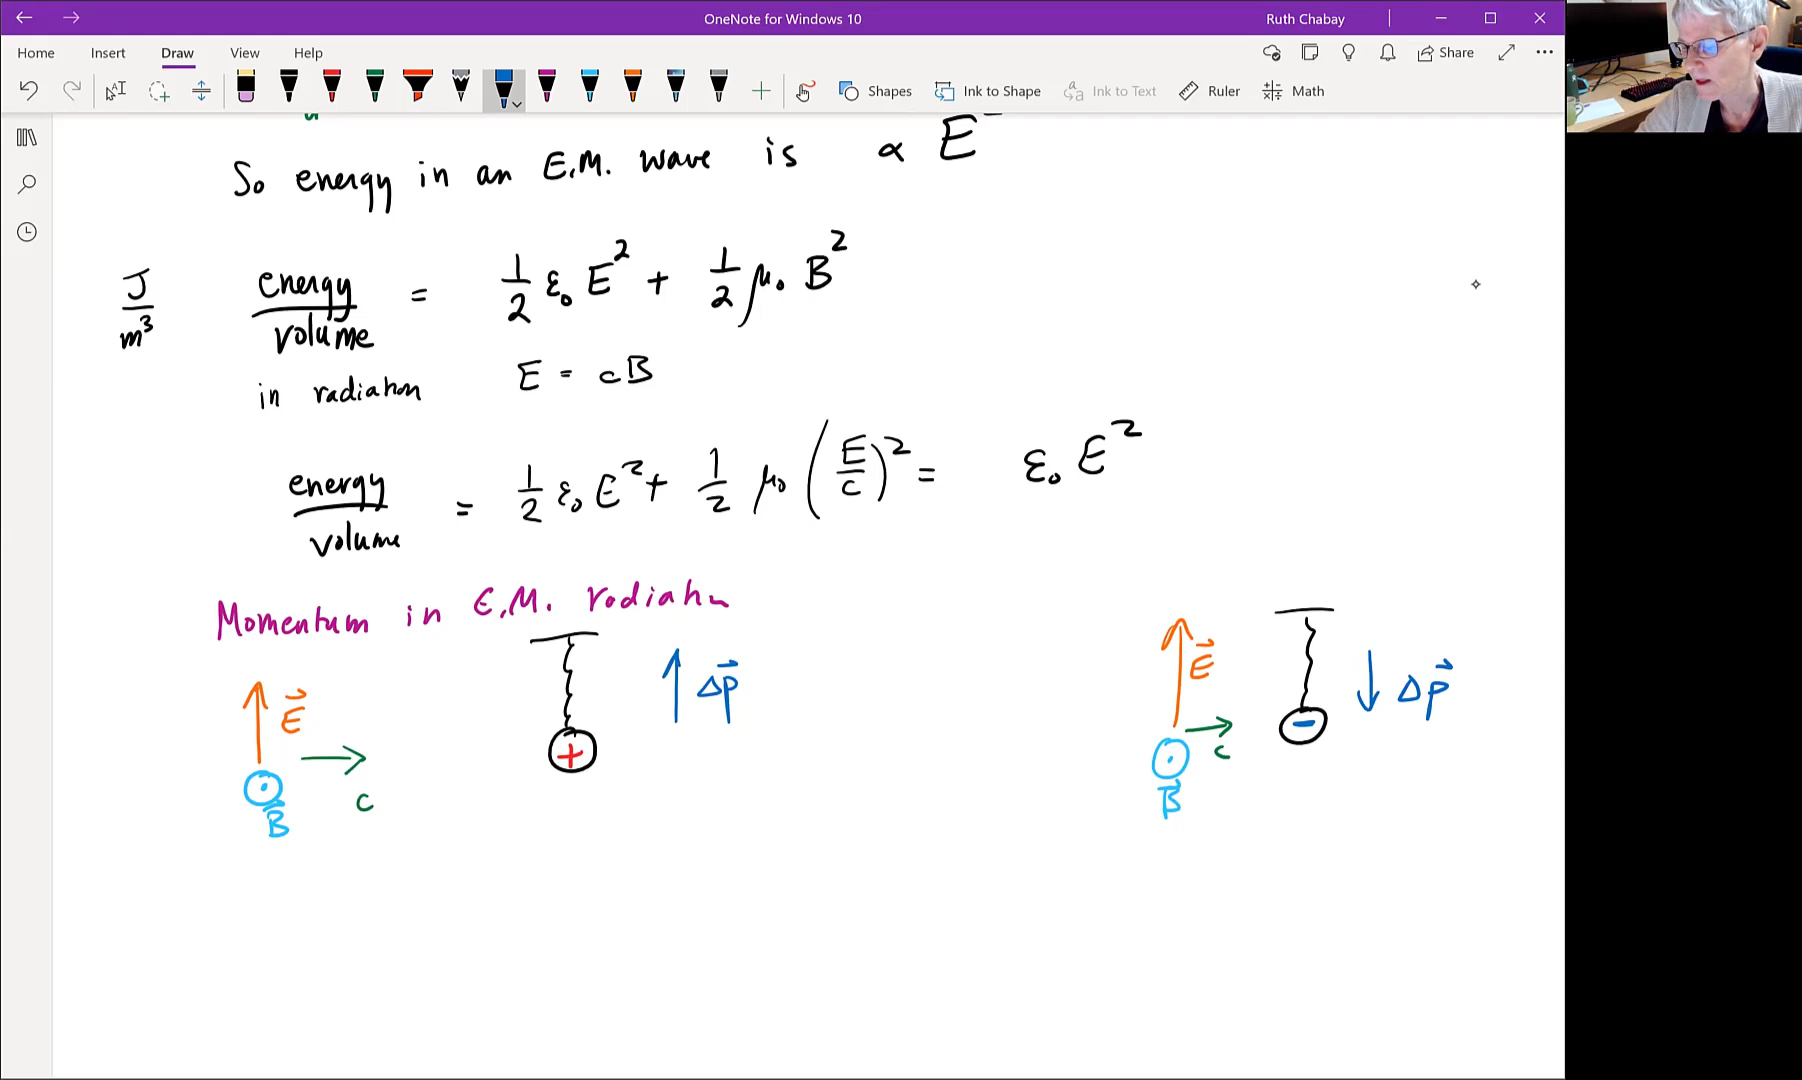 OneNote for Windows 10
Ruth Chabay
Home Insert Draw View Help
Share
Shapes Ink to Shape Ink to Text Ruler Math
So energy in an E.M. wave is ∝ E
J/m³ energy/volume = 1/2 ε₀ E² + 1/2 μ₀ B²
in radiation E = cB
energy/volume = 1/2 ε₀ E² + 1/2 μ₀ (E/c)² = ε₀ E²
Momentum in E.M. radiation
E⃗ Δp⃗ E⃗ Δp⃗
+ −
c c
B⃗ B⃗